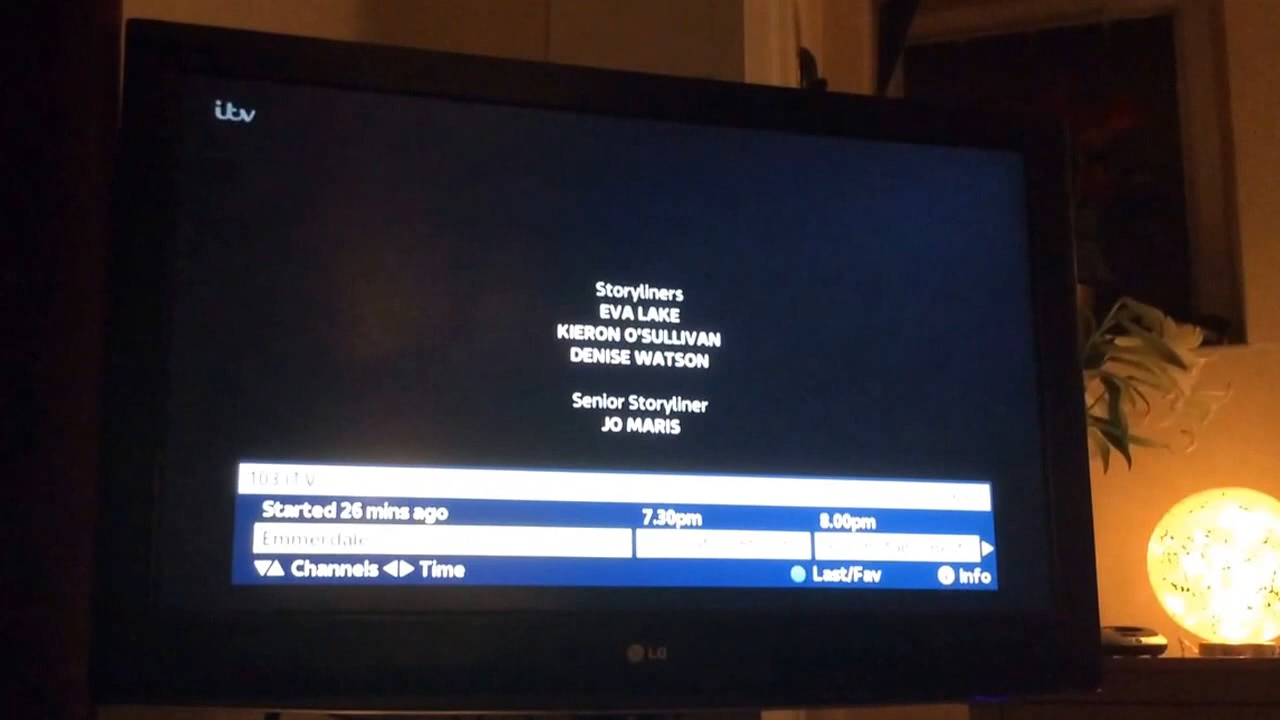 itv
Storyliners
EVA LAKE
KIERON O'SULLIVAN
DENISE WATSON
Senior Storyliner
JO MARIS
103 ITV
Started 26 mins ago
7.30pm
8.00pm
Emmerdale
Channels
Time
Last/Fav
Info
LG